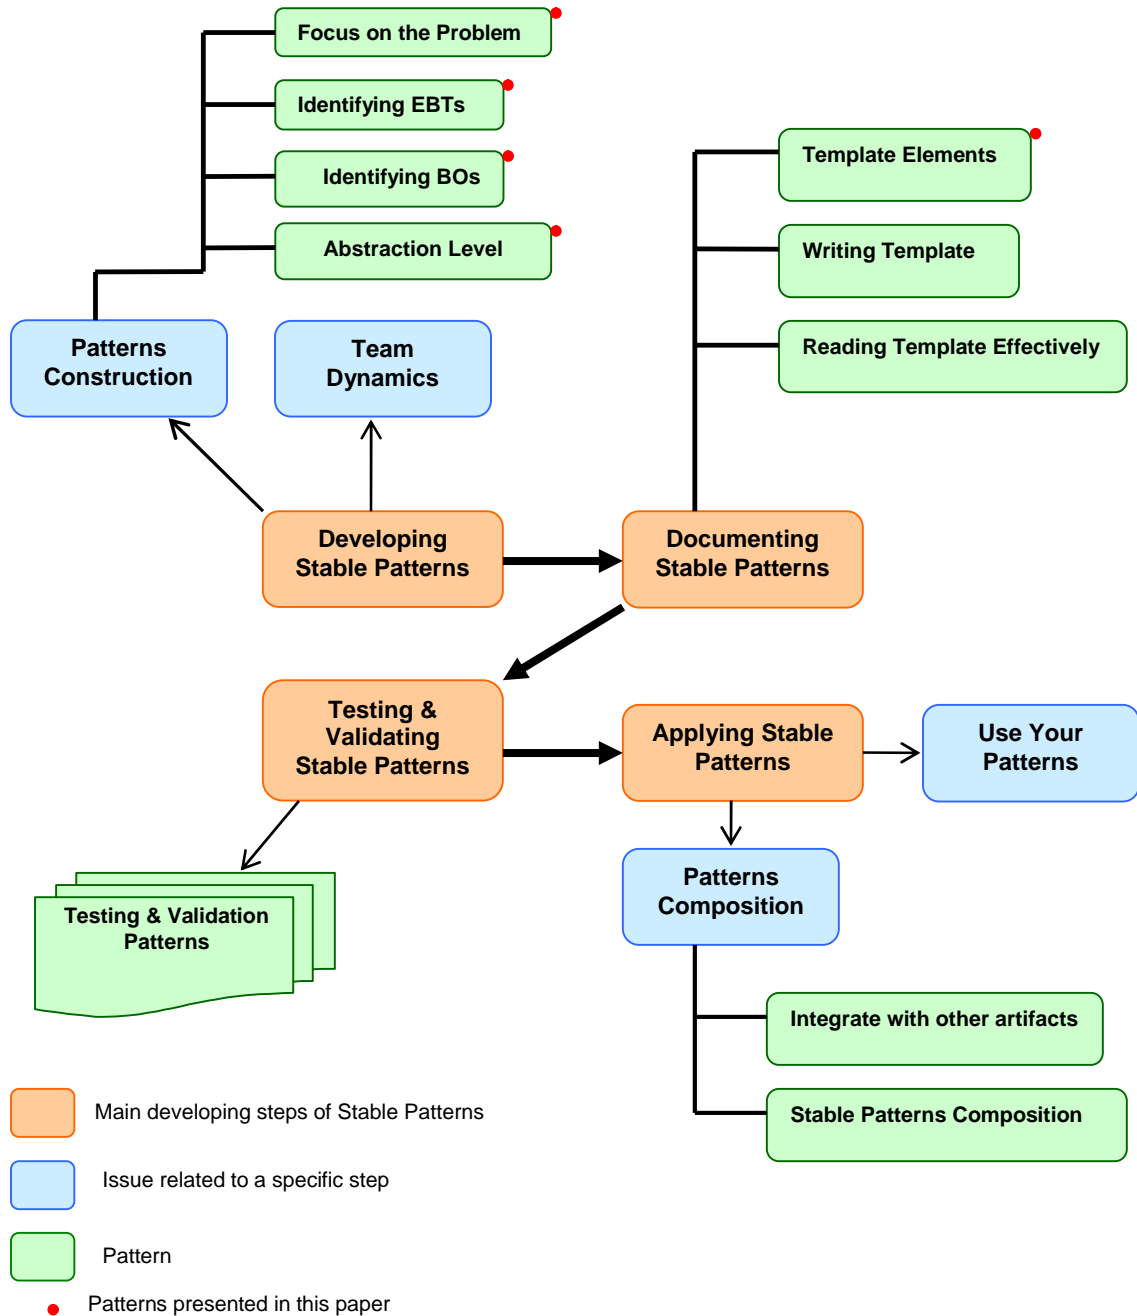 Focus on the Problem
Identifying EBTs
Identifying BOs
Abstraction Level
Template Elements
Writing Template
Reading Template Effectively
Patterns
Construction
Team
Dynamics
Developing
Stable Patterns
Documenting
Stable Patterns
Testing &
Validating
Stable Patterns
Applying Stable
Patterns
Use Your
Patterns
Testing & Validation
Patterns
Patterns
Composition
Integrate with other artifacts
Stable Patterns Composition
Main developing steps of Stable Patterns
Issue related to a specific step
Pattern
Patterns presented in this paper